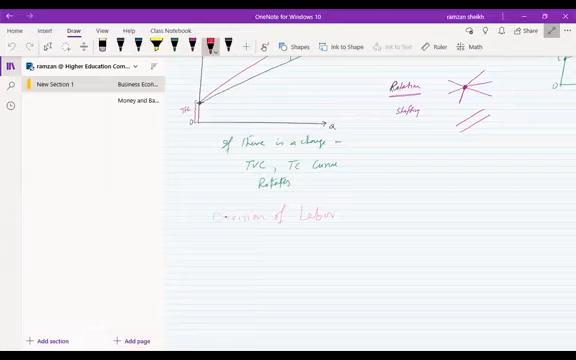 OneNote for Windows 10
ramzan sheikh
Home Insert Draw View Help Class Notebook
Share
Shapes Ink to Shape Ink to Text Ruler Math
ramzan @ Higher Education Com...
New Section 1
Business Econ...
Money and Ba...
TFC
0
Q
Rotation
Shifting
If there is a change -
TVC, TC Curve
Rotates
Division of Labor
Add section
Add page